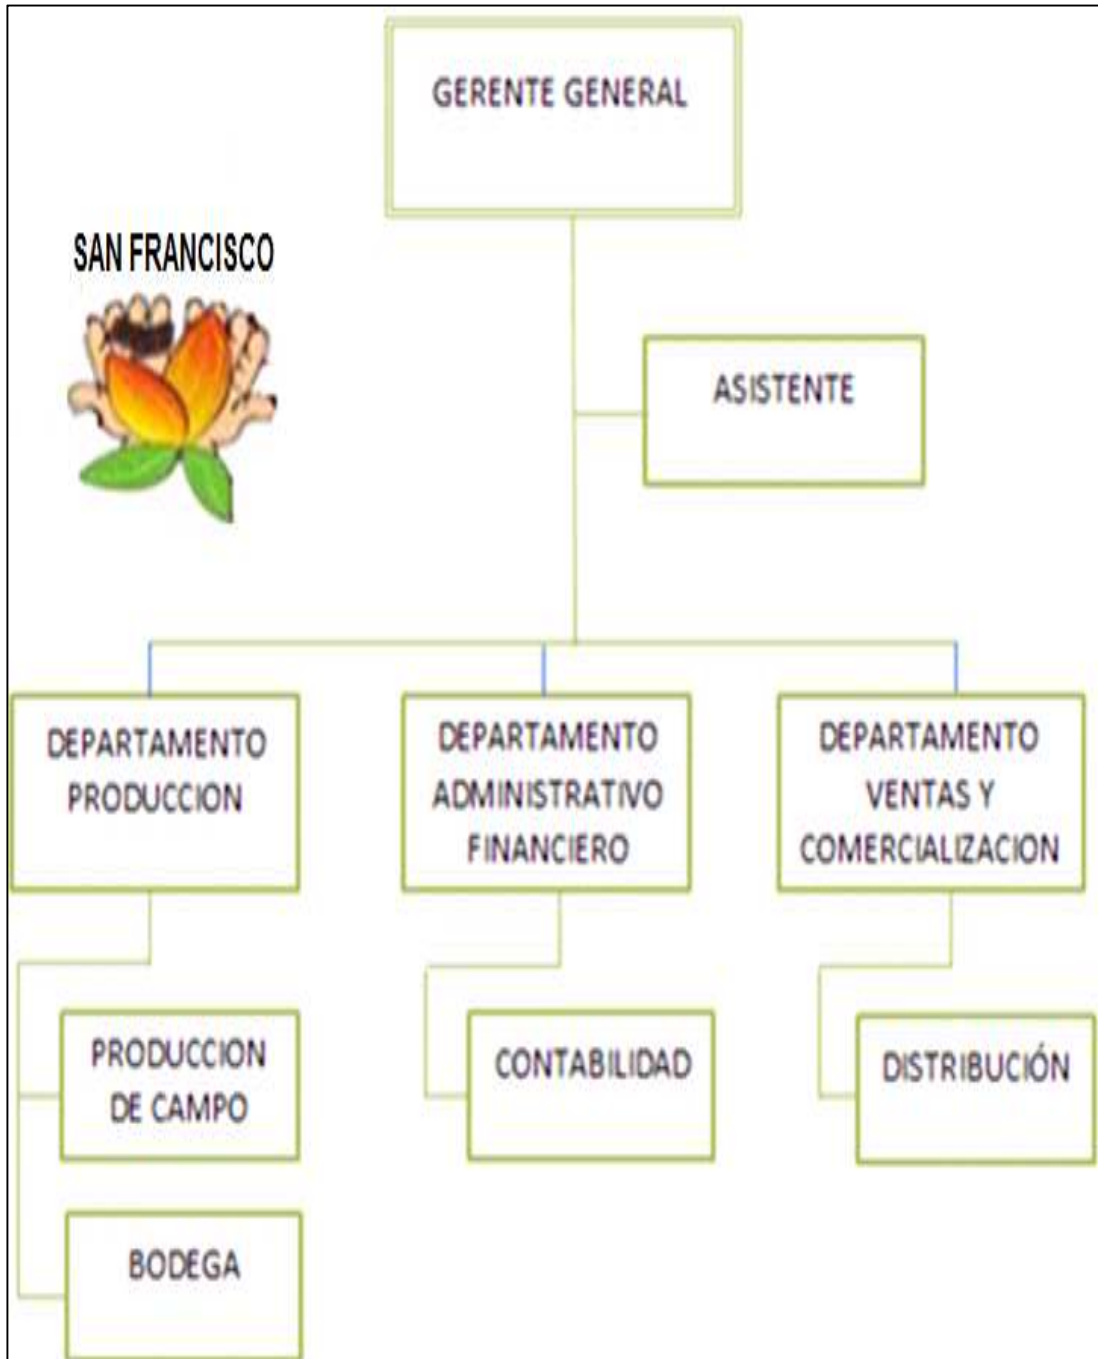 GERENTE GENERAL
SAN FRANCISCO
ASISTENTE
DEPARTAMENTO
PRODUCCION
DEPARTAMENTO
ADMINISTRATIVO
FINANCIERO
DEPARTAMENTO
VENTAS Y
COMERCIALIZACION
PRODUCCION
DE CAMPO
CONTABILIDAD
DISTRIBUCIÓN
BODEGA